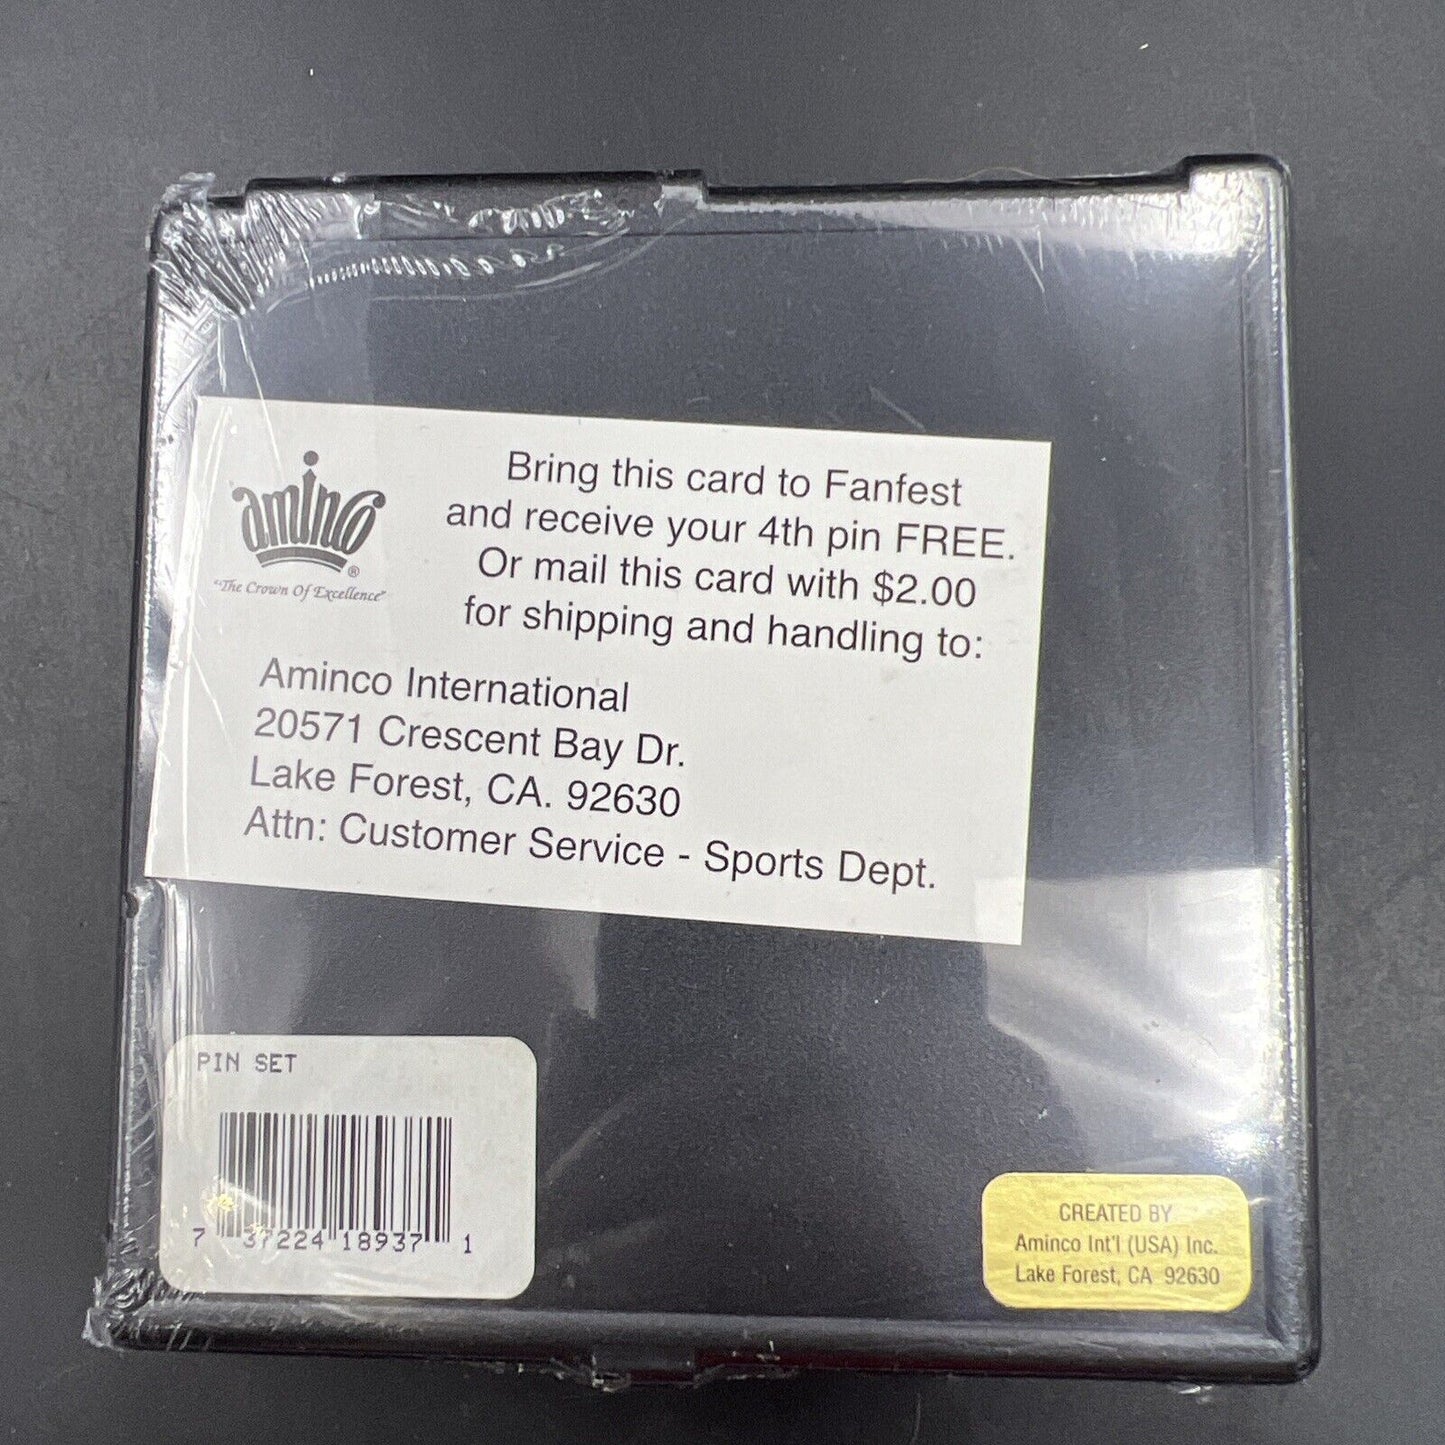 aminco
®
"The Crown Of Excellence"
Bring this card to Fanfest
and receive your 4th pin FREE.
Or mail this card with $2.00
for shipping and handling to:
Aminco International
20571 Crescent Bay Dr.
Lake Forest, CA. 92630
Attn: Customer Service - Sports Dept.
PIN SET
7 37224 18937 1
CREATED BY
Aminco Int'l (USA) Inc.
Lake Forest, CA 92630